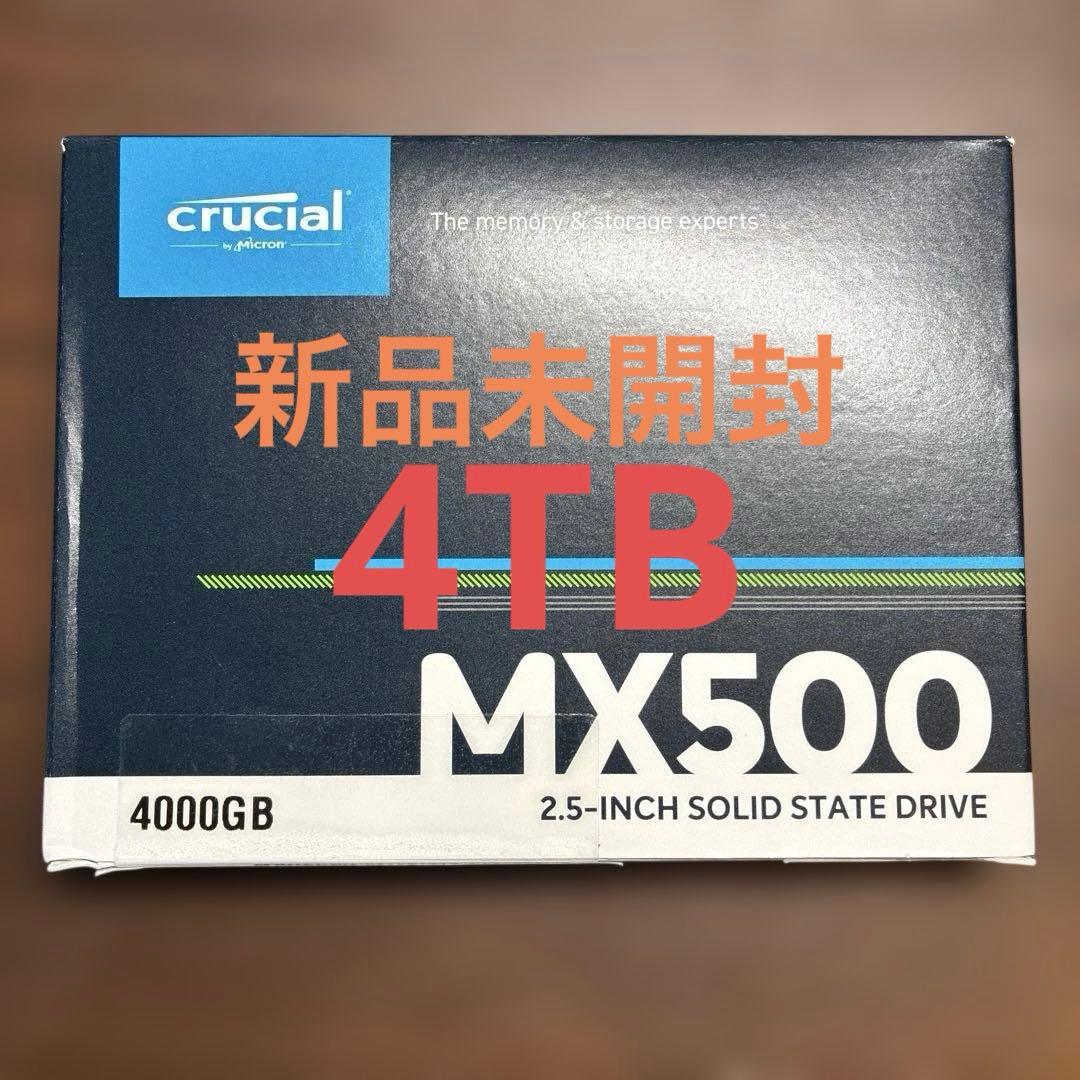 crucial®
by Micron®
The memory & storage experts™
新品未開封
4TB
MX500
4000GB
2.5-INCH SOLID STATE DRIVE